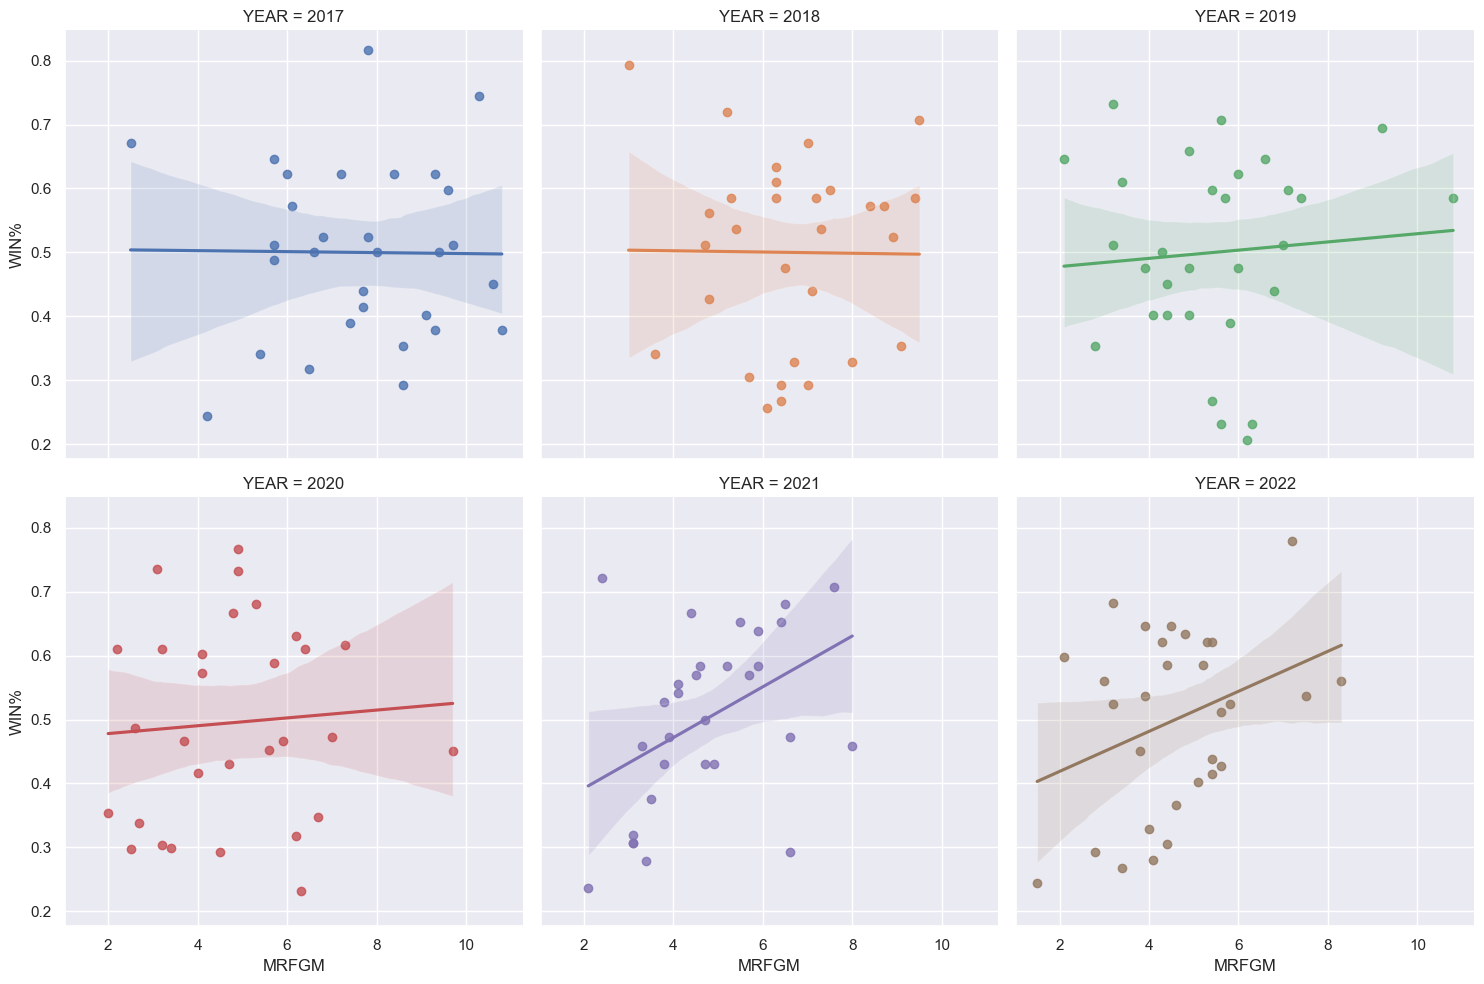 YEAR = 2017
YEAR = 2018
YEAR = 2019
0.8
0.7
0.6
0.5
0.4
0.3
0.2
WIN%
YEAR = 2020
YEAR = 2021
YEAR = 2022
0.8
0.7
0.6
0.5
0.4
0.3
0.2
WIN%
2 4 6 8 10
2 4 6 8 10
2 4 6 8 10
MRFGM
MRFGM
MRFGM